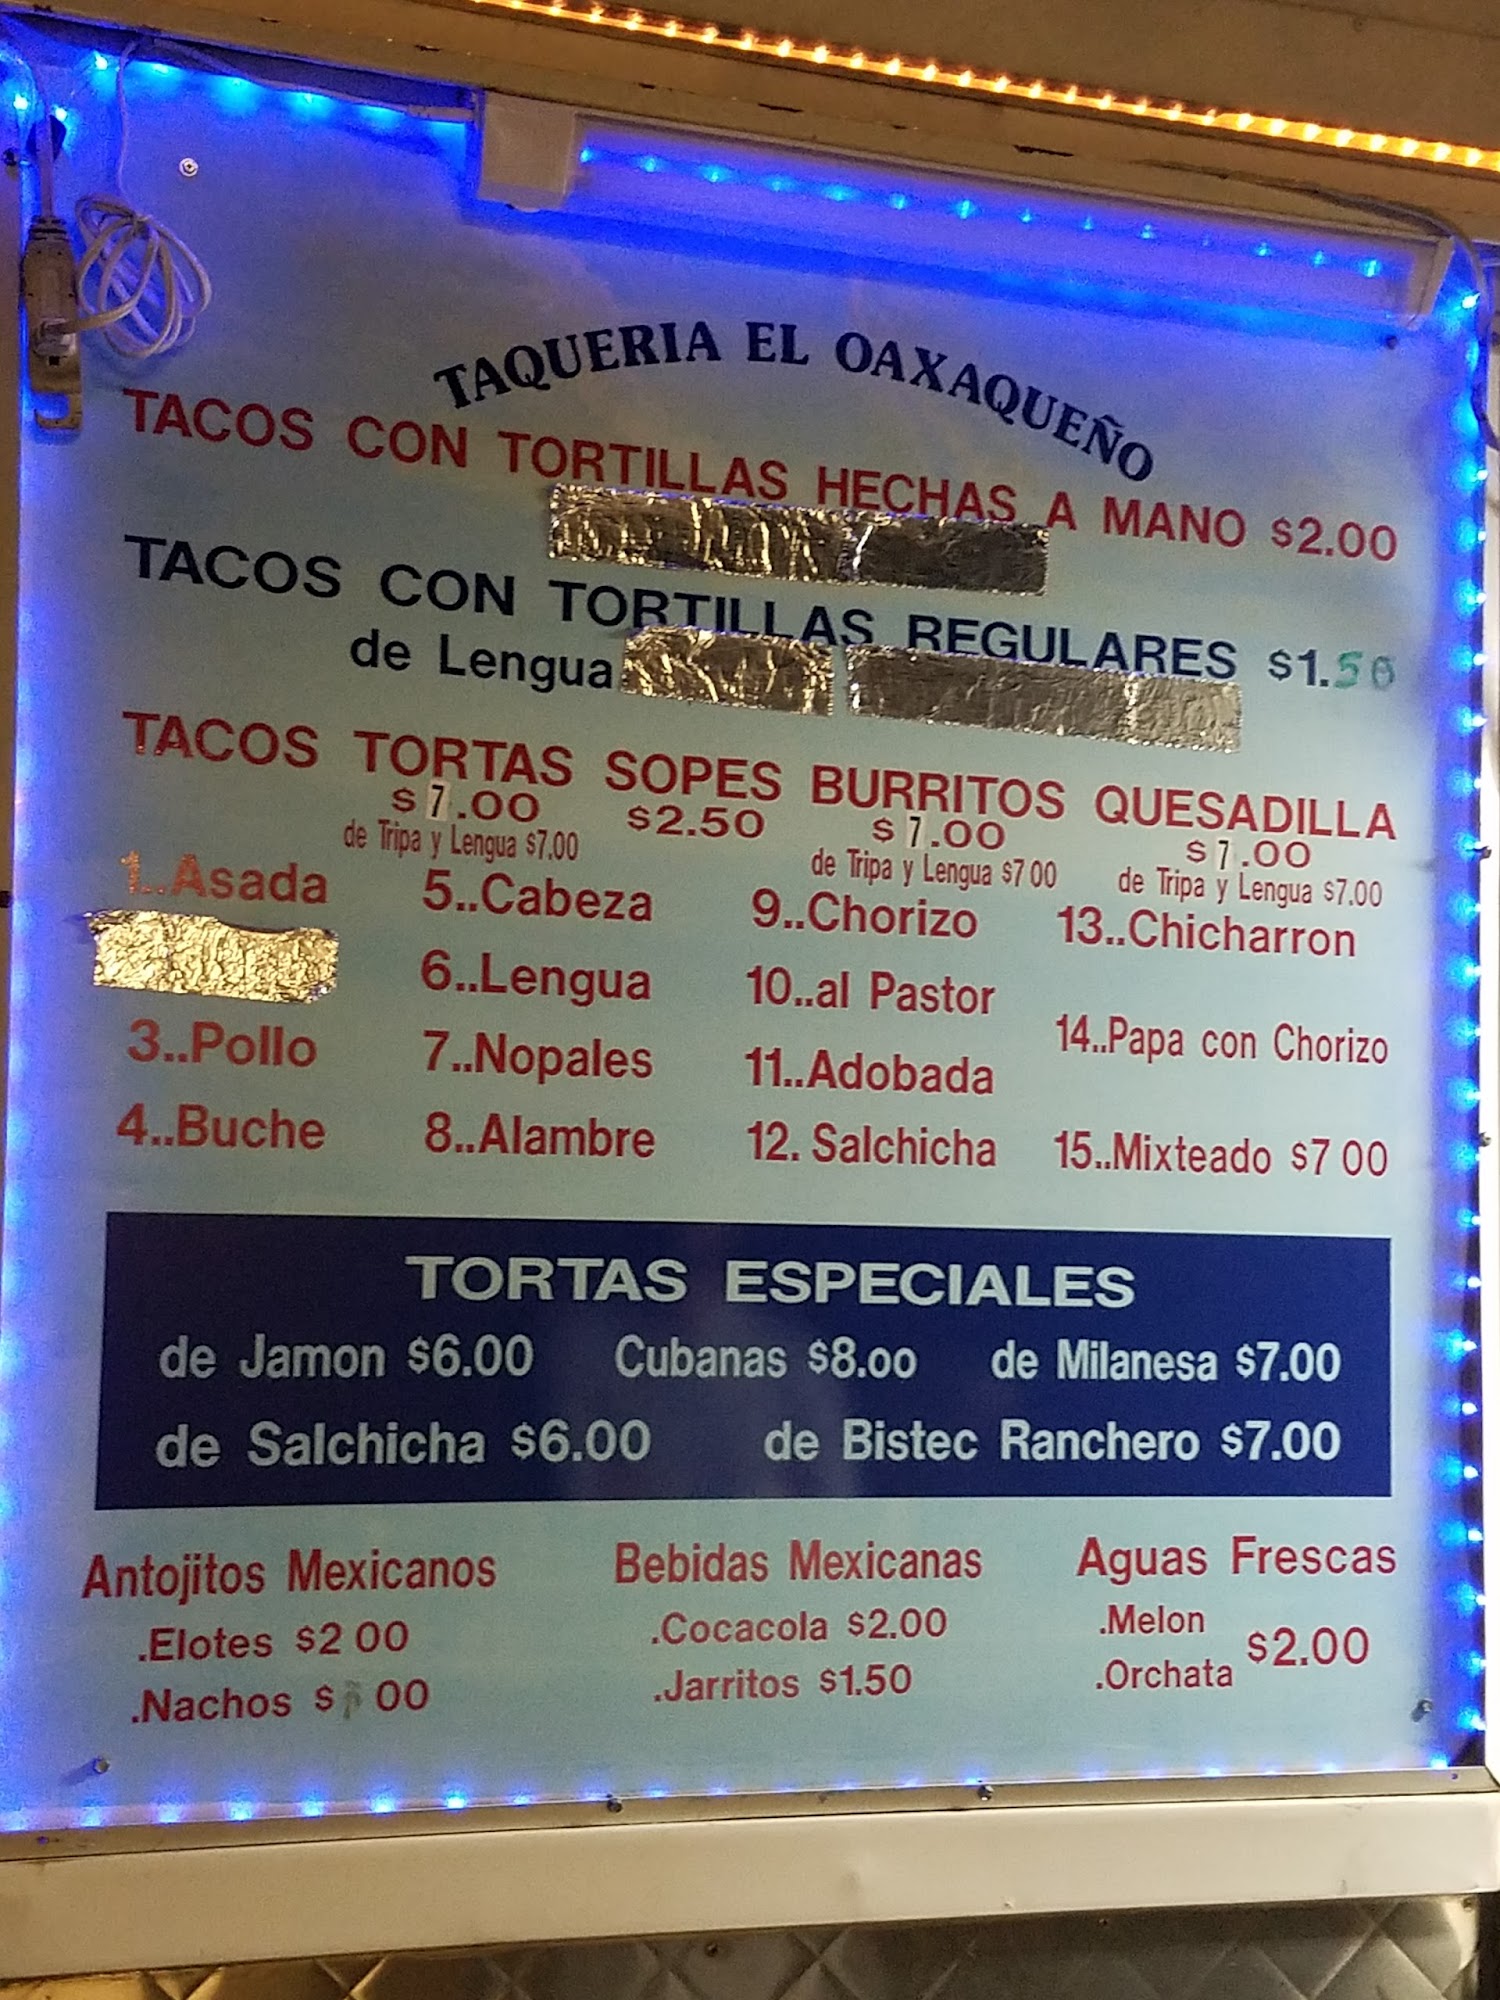 TAQUERIA EL OAXAQUEÑO
TACOS CON TORTILLAS HECHAS A MANO $2.00
TACOS CON TORTILLAS REGULARES $1.50
de Lengua
TACOS TORTAS SOPES BURRITOS QUESADILLA
$7.00 $2.50 $7.00 $7.00
de Tripa y Lengua $7.00 de Tripa y Lengua $7 00 de Tripa y Lengua $7.00
1..Asada 5..Cabeza 9..Chorizo 13..Chicharron
6..Lengua 10..al Pastor
3..Pollo 7..Nopales 11..Adobada 14..Papa con Chorizo
4..Buche 8..Alambre 12. Salchicha 15..Mixteado $7 00
TORTAS ESPECIALES
de Jamon $6.00 Cubanas $8.00 de Milanesa $7.00
de Salchicha $6.00 de Bistec Ranchero $7.00
Antojitos Mexicanos Bebidas Mexicanas Aguas Frescas
.Elotes $2 00 .Cocacola $2.00 .Melon $2.00
.Nachos $ 00 .Jarritos $1.50 .Orchata